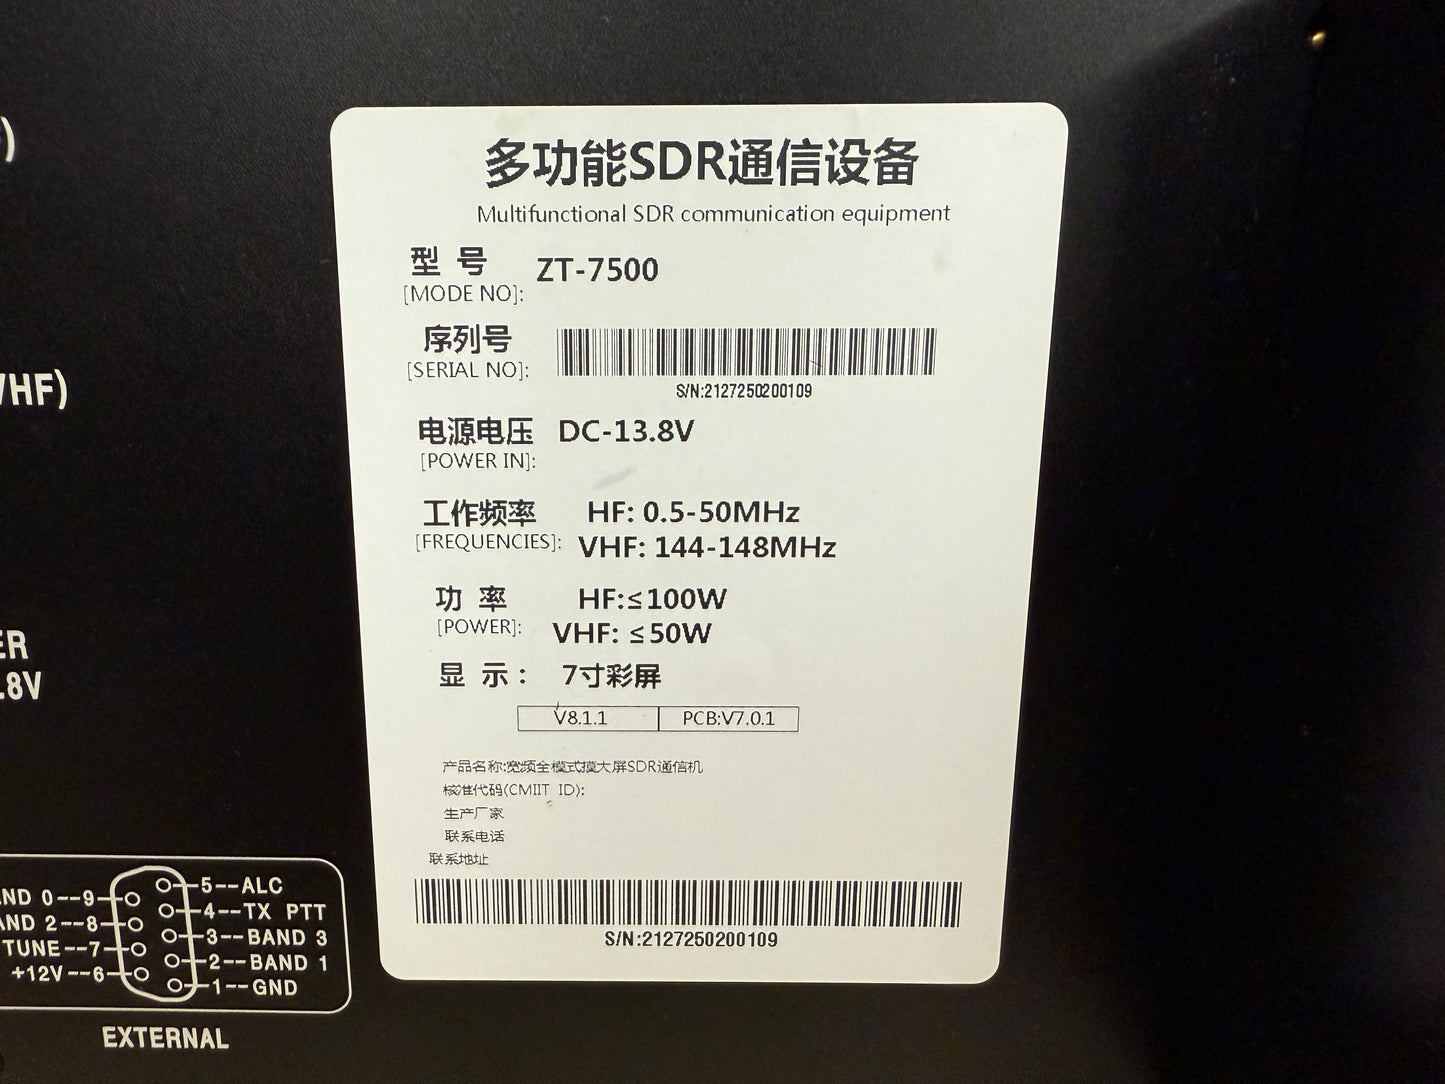 多功能SDR通信设备
Multifunctional SDR communication equipment
型 号 ZT-7500
[MODE NO]:
序列号
[SERIAL NO]:
S/N:2127250200109
电源电压 DC-13.8V
[POWER IN]:
工作频率 HF: 0.5-50MHz
[FREQUENCIES]: VHF: 144-148MHz
功 率 HF:≤100W
[POWER]: VHF: ≤50W
显 示: 7寸彩屏
V8.1.1 PCB:V7.0.1
产品名称:宽频全模式摸大屏SDR通信机
核准代码(CMIIT ID):
生产厂家
联系电话
联系地址
S/N:2127250200109
)
VHF)
ER
.8V
ND 0--9 5--ALC
AND 2--8 4--TX PTT
TUNE--7 3--BAND 3
+12V--6 2--BAND 1
1--GND
EXTERNAL